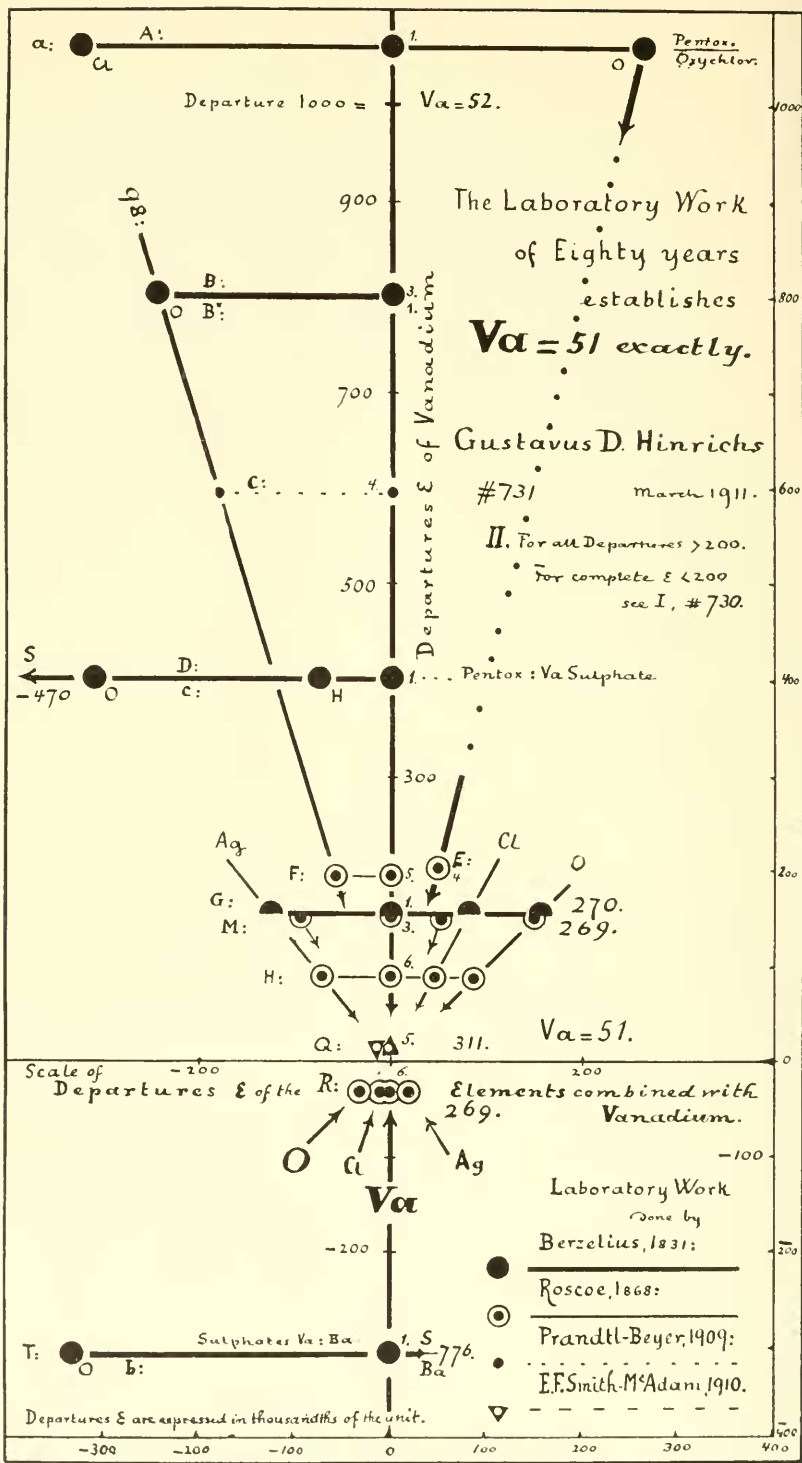 a: A: 1. Pentox.
Cl O Oxychlor.
Departure 1000 = Va=52. 1000
98:
900
The Laboratory Work
of Eighty years
B: 3.
O B": 1. establishes 800
Va = 51 exactly.
700
Departures ε of Vanadium
Gustavus D. Hinrichs
C: 4. #731 March 1911. 600
II. For all Departures >200.
500 For complete ε <200
see I, #730.
S D: 1. ... Pentox: Va Sulphate 400
-470 O c: H
300
Ag Cl O
F: 5. E: 4 200
G: 1. 270.
M: 3. 269.
H: 6.
Q: 5. 311. Va=51.
-200 0 200
Scale of
Departures ε of the R: 6. Elements combined with
269. Vanadium.
O Cl Ag -100
Va
Laboratory Work
done by
-200 Berzelius, 1831: 200
Roscoe, 1868:
Prandtl-Beyer, 1909:
T: Sulphates Va: Ba 1. S 776.
O b: Ba
E.F. Smith-McAdam, 1910.
Departures ε are expressed in thousandths of the unit. 400
-300 -200 -100 0 100 200 300 400